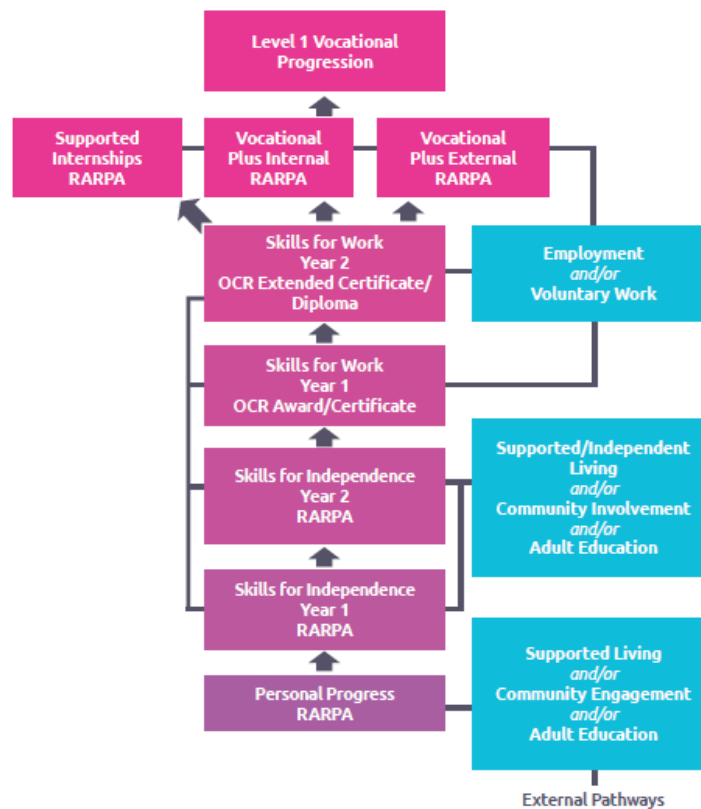 Level 1 Vocational
Progression
Supported
Internships
RARPA
Vocational
Plus Internal
RARPA
Vocational
Plus External
RARPA
Skills for Work
Year 2
OCR Extended Certificate/
Diploma
Employment
and/or
Voluntary Work
Skills for Work
Year 1
OCR Award/Certificate
Skills for Independence
Year 2
RARPA
Supported/Independent
Living
and/or
Community Involvement
and/or
Adult Education
Skills for Independence
Year 1
RARPA
Personal Progress
RARPA
Supported Living
and/or
Community Engagement
and/or
Adult Education
External Pathways